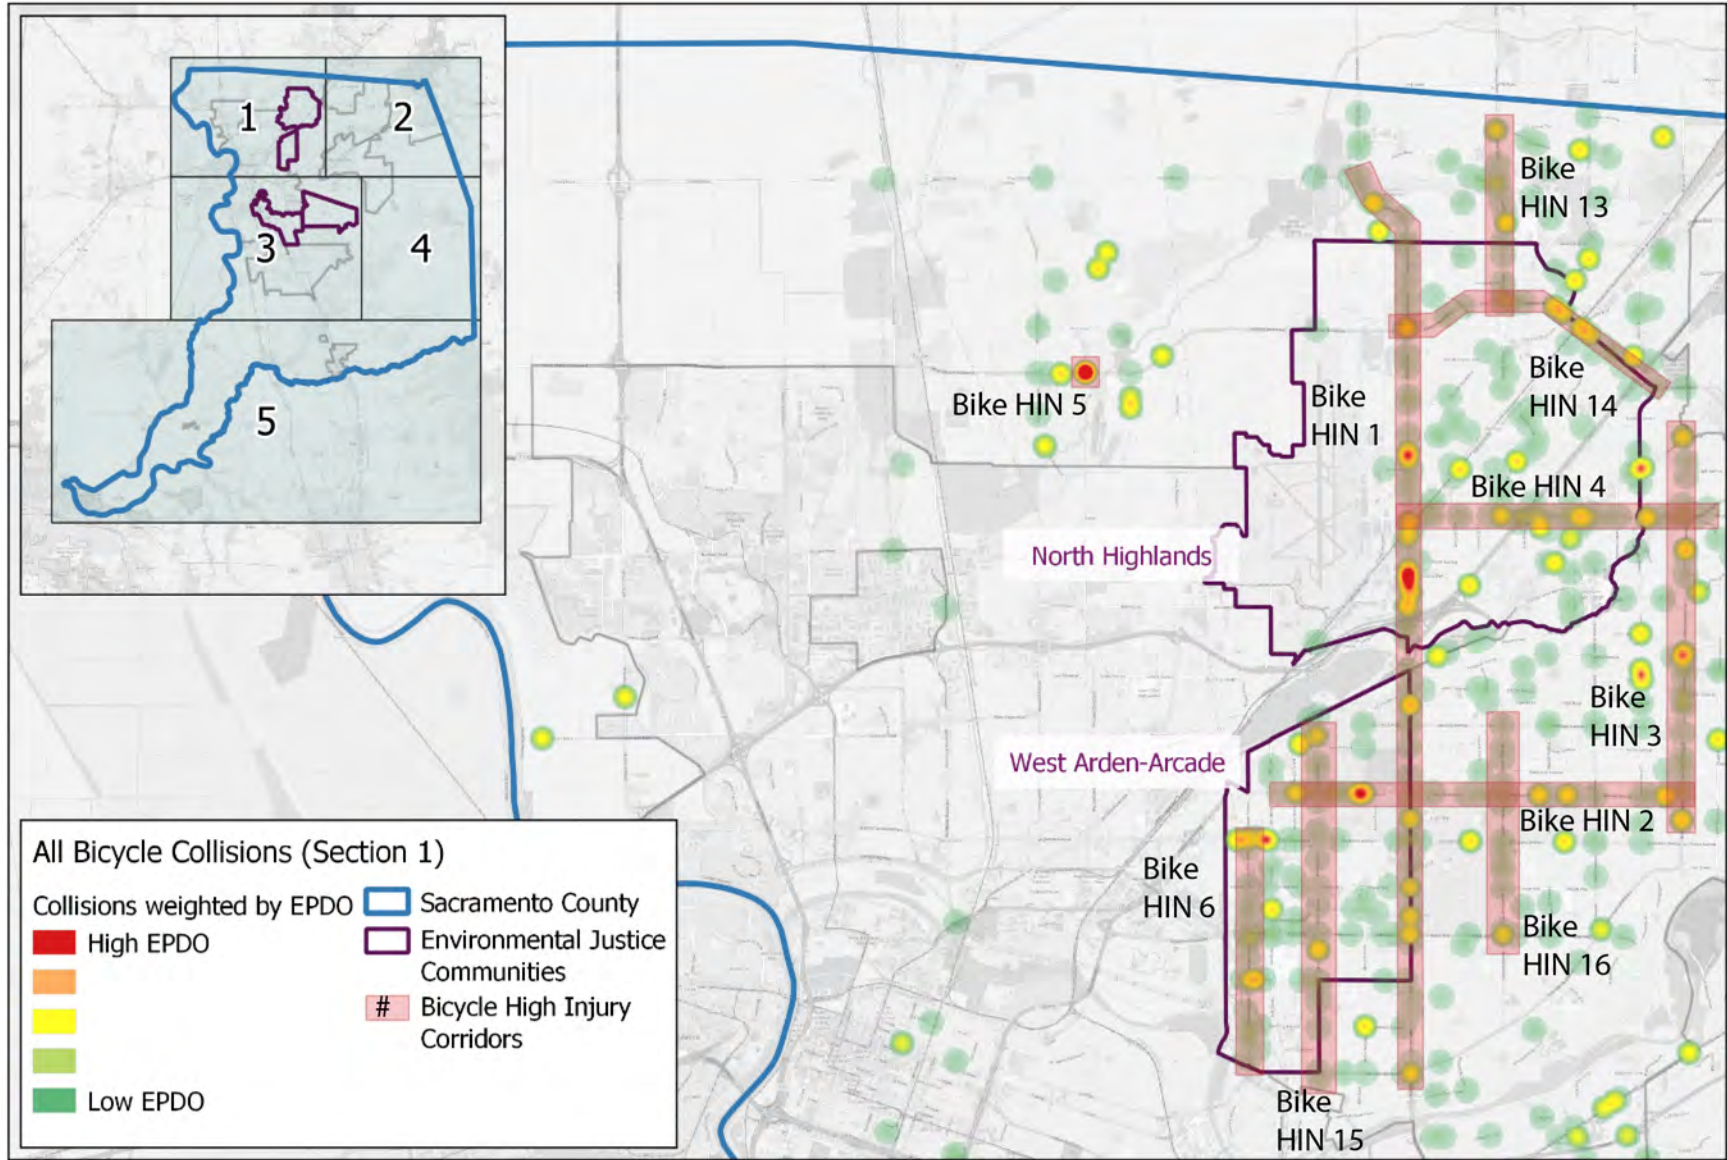 1
2
3
4
5
Bike
HIN 13
Bike HIN 5
Bike
HIN 1
Bike
HIN 14
Bike HIN 4
North Highlands
Bike
HIN 3
West Arden-Arcade
Bike HIN 2
Bike
HIN 6
Bike
HIN 16
Bike
HIN 15
All Bicycle Collisions (Section 1)
Collisions weighted by EPDO
High EPDO
Low EPDO
Sacramento County
Environmental Justice
Communities
# Bicycle High Injury
Corridors